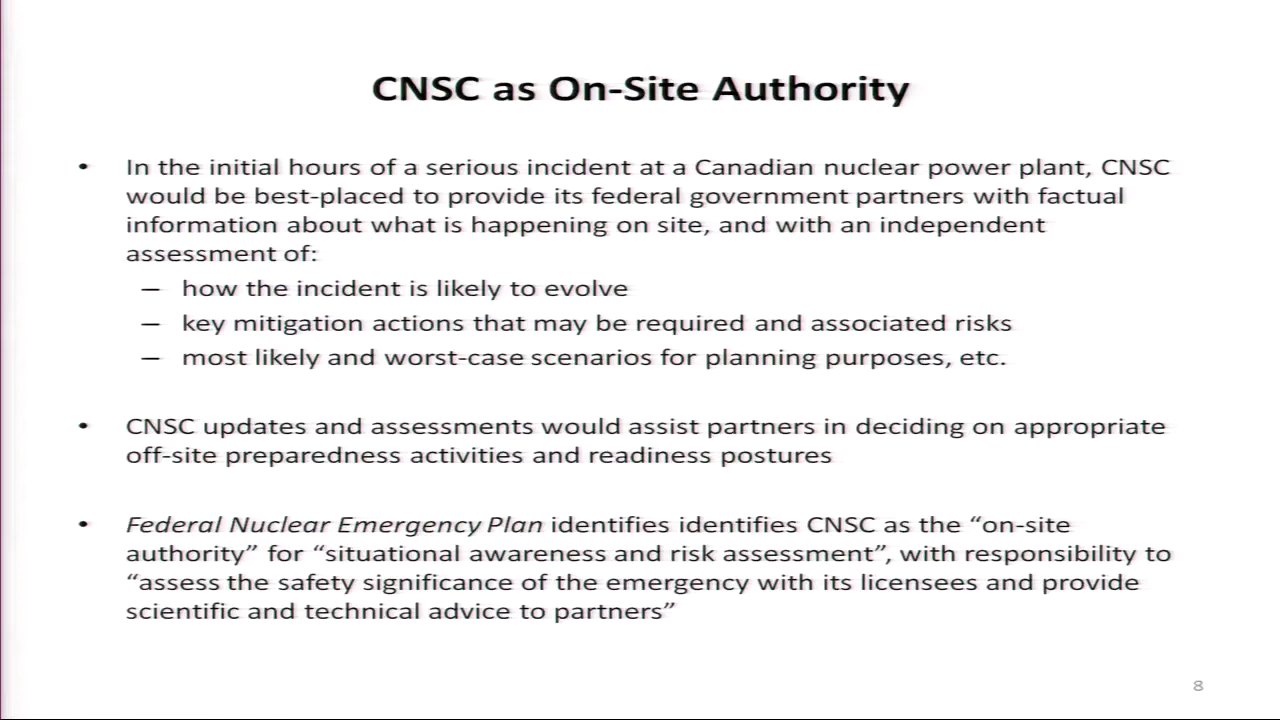 CNSC as On-Site Authority
• In the initial hours of a serious incident at a Canadian nuclear power plant, CNSC
would be best-placed to provide its federal government partners with factual
information about what is happening on site, and with an independent
assessment of:
– how the incident is likely to evolve
– key mitigation actions that may be required and associated risks
– most likely and worst-case scenarios for planning purposes, etc.
• CNSC updates and assessments would assist partners in deciding on appropriate
off-site preparedness activities and readiness postures
• Federal Nuclear Emergency Plan identifies identifies CNSC as the “on-site
authority” for “situational awareness and risk assessment”, with responsibility to
“assess the safety significance of the emergency with its licensees and provide
scientific and technical advice to partners”
8